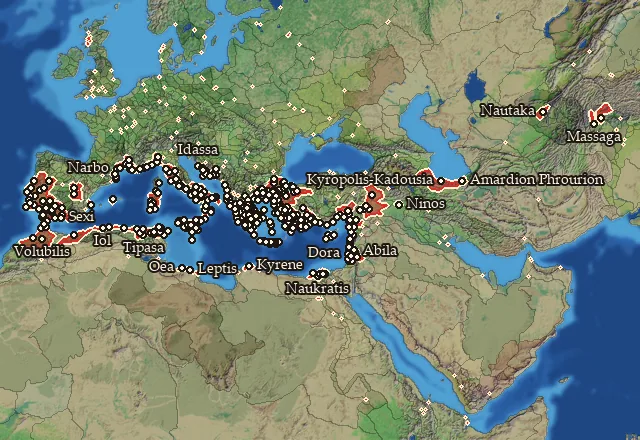 Nautaka
Massaga
Idassa
Narbo
Kyropolis-Kadousia
Amardion Phrourion
Ninos
Sexi
Iol
Tipasa
Volubilis
Dora
Abila
Oea
Leptis
Kyrene
Naukratis